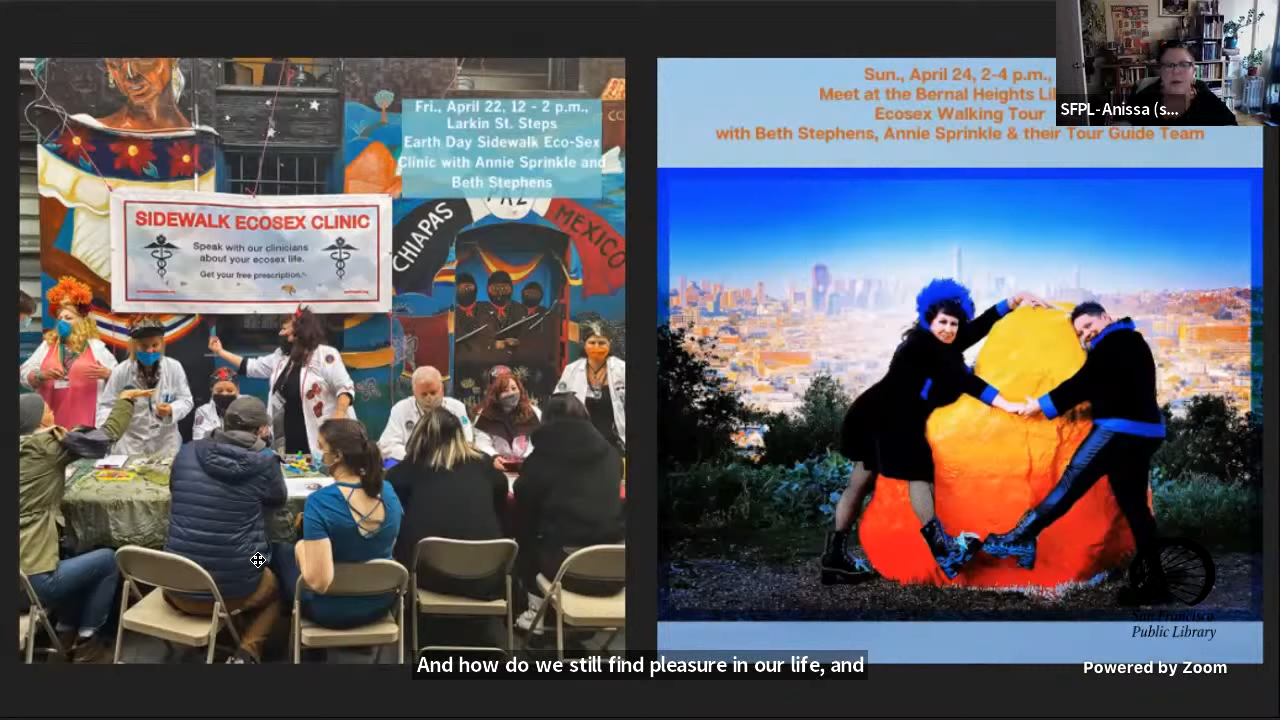 Fri., April 22, 12 - 2 p.m.,
Larkin St. Steps
Earth Day Sidewalk Eco-Sex
Clinic with Annie Sprinkle and
Beth Stephens
SIDEWALK ECOSEX CLINIC
Speak with our clinicians
about your ecosex life.
Get your free prescription.
CHIAPAS
PAZ
MEXICO
Sun., April 24, 2-4 p.m.,
Meet at the Bernal Heights Li
Ecosex Walking Tour
with Beth Stephens, Annie Sprinkle & their Tour Guide Team
SFPL-Anissa (s...
San Francisco
Public Library
And how do we still find pleasure in our life, and
Powered by Zoom